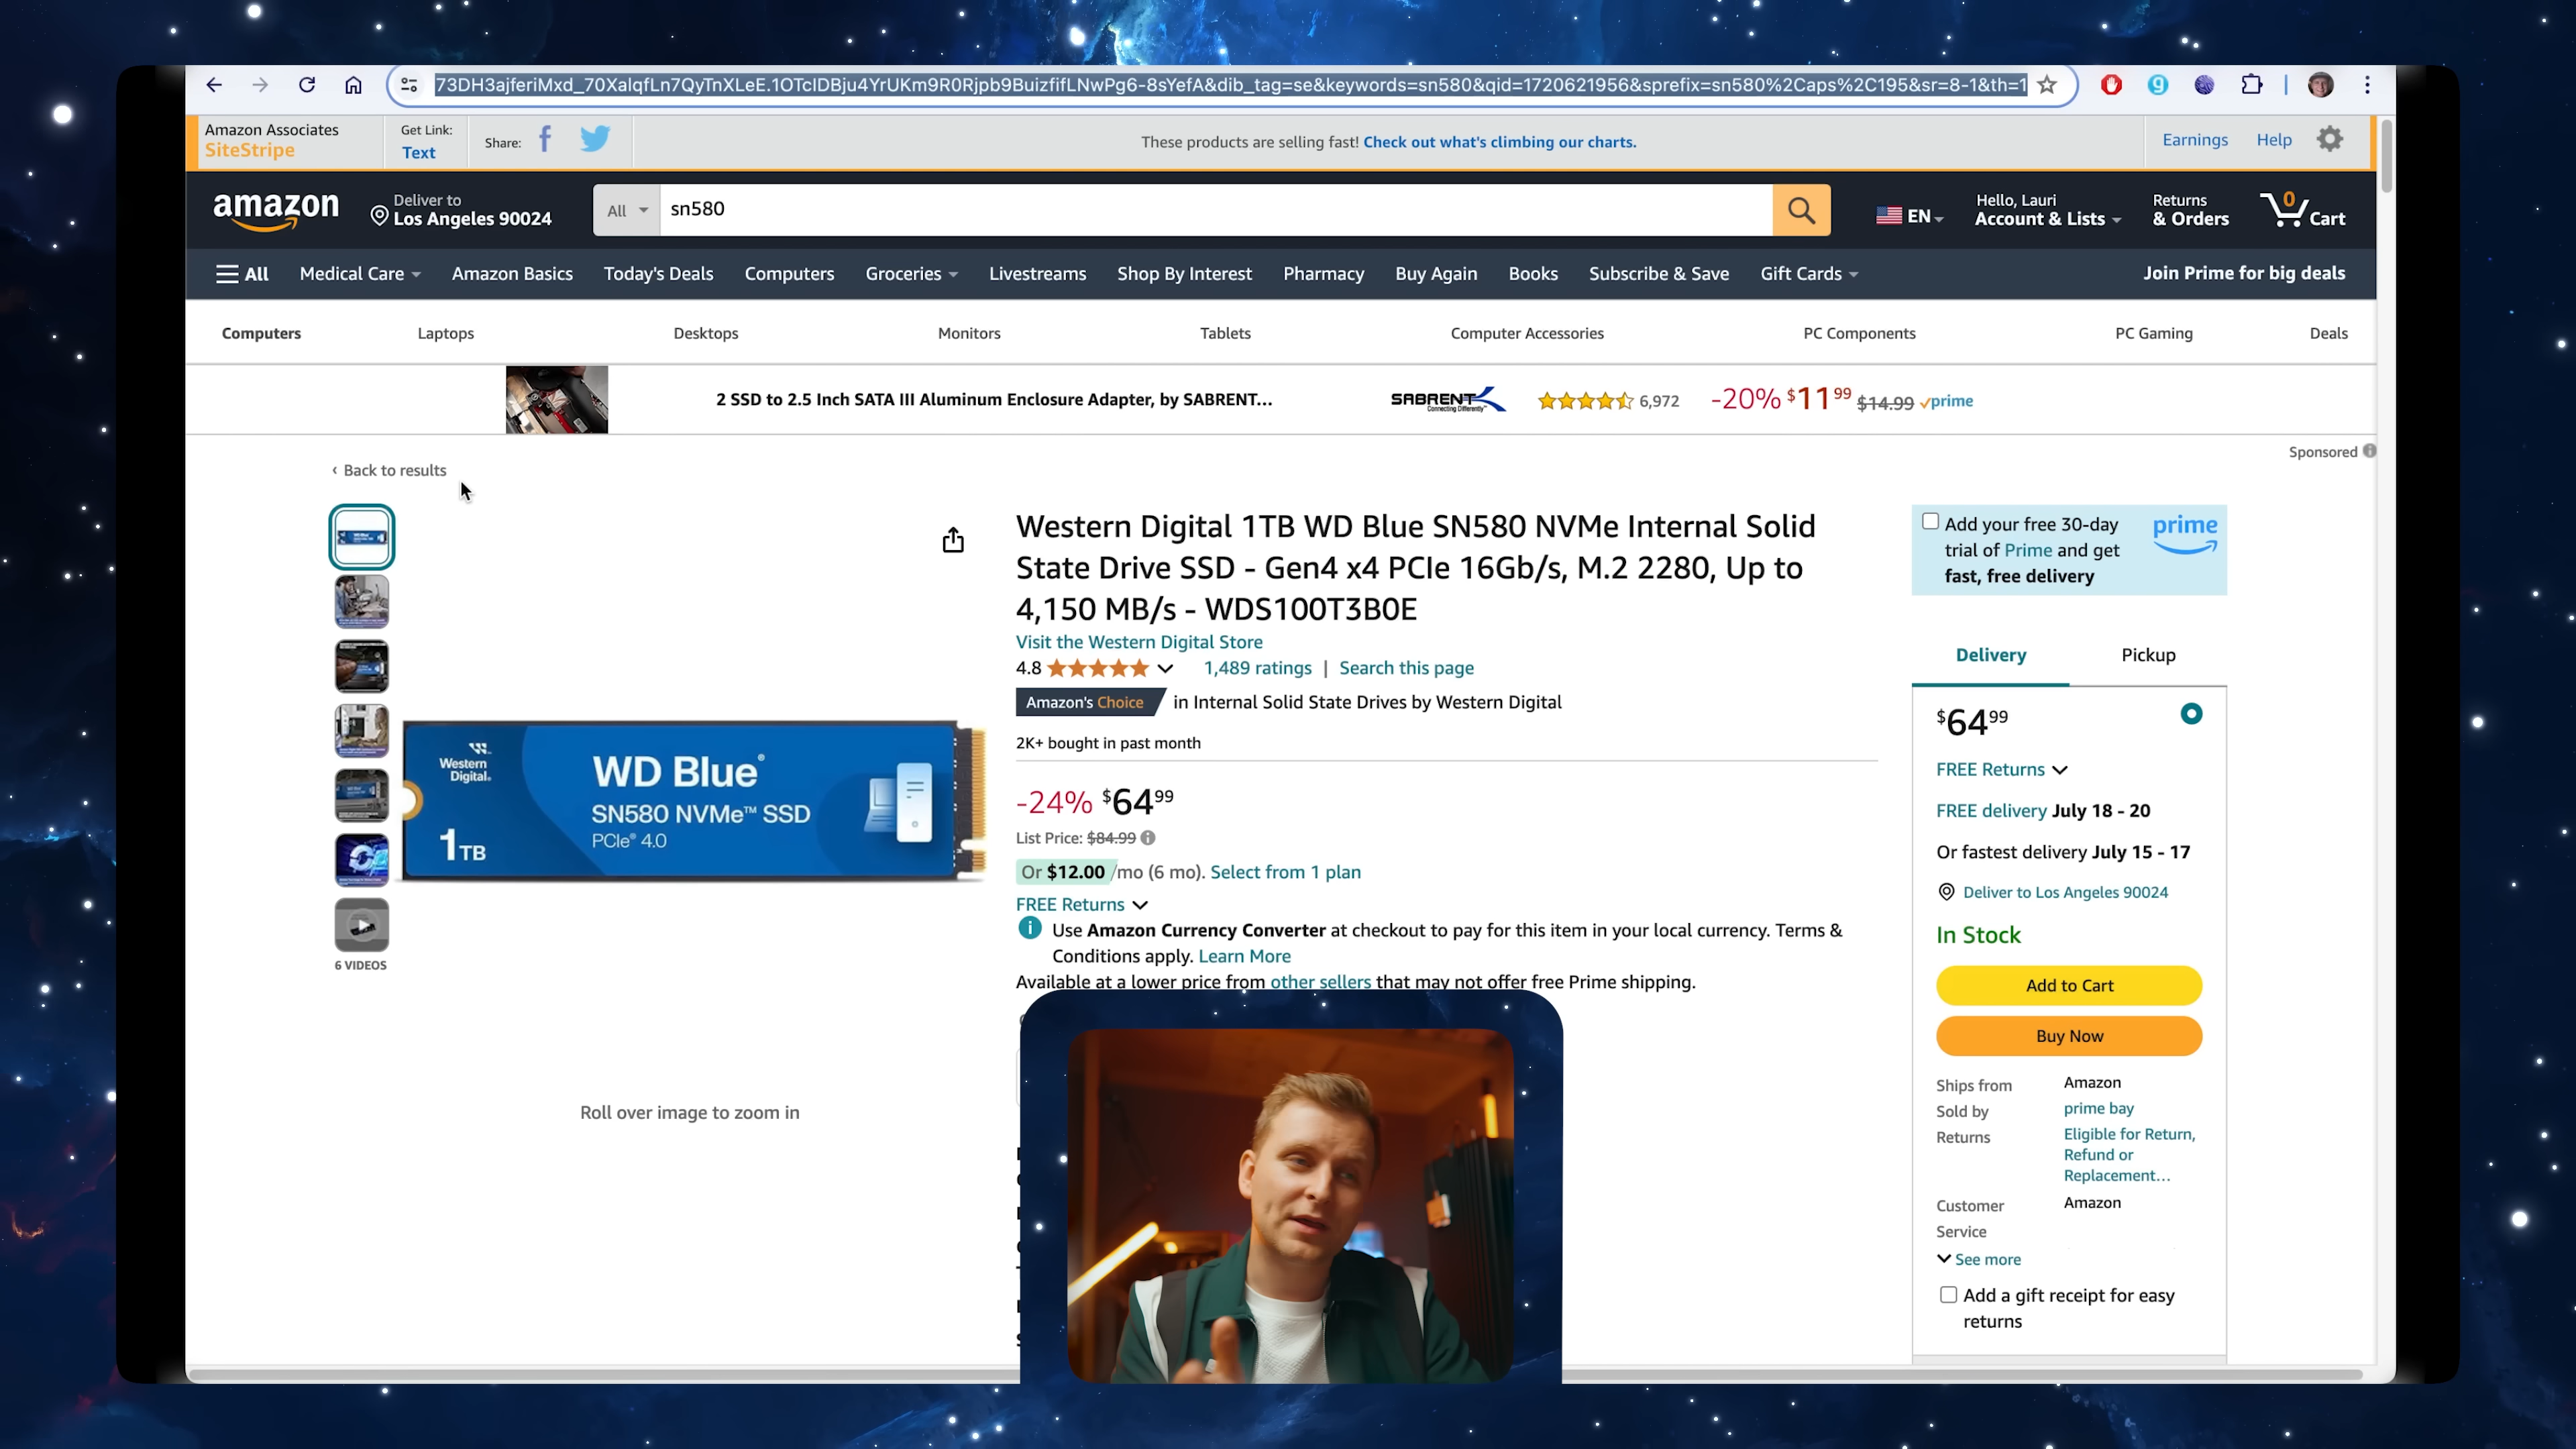 73DH3ajferiMxd_70XalqfLn7QyTnXLeE.1OTcIDBju4YrUKm9R0Rjpb9BuizfifLNwPg6-8sYefA&dib_tag=se&keywords=sn580&qid=1720621956&sprefix=sn580%2Caps%2C195&sr=8-1&th=1
Amazon Associates
SiteStripe
Get Link:
Text
Share:
These products are selling fast! Check out what's climbing our charts.
Earnings
Help
amazon
Deliver to
Los Angeles 90024
All
sn580
EN
Hello, Lauri
Account & Lists
Returns
& Orders
0
Cart
All
Medical Care
Amazon Basics
Today's Deals
Computers
Groceries
Livestreams
Shop By Interest
Pharmacy
Buy Again
Books
Subscribe & Save
Gift Cards
Join Prime for big deals
Computers
Laptops
Desktops
Monitors
Tablets
Computer Accessories
PC Components
PC Gaming
Deals
2 SSD to 2.5 Inch SATA III Aluminum Enclosure Adapter, by SABRENT...
SABRENT
Connecting Differently™
6,972
-20% $11 99 $14.99 prime
Sponsored
‹ Back to results
Western Digital 1TB WD Blue SN580 NVMe Internal Solid
State Drive SSD - Gen4 x4 PCIe 16Gb/s, M.2 2280, Up to
4,150 MB/s - WDS100T3B0E
Visit the Western Digital Store
4.8
1,489 ratings | Search this page
Amazon's Choice in Internal Solid State Drives by Western Digital
2K+ bought in past month
-24% $64 99
List Price: $84.99
Or $12.00 /mo (6 mo). Select from 1 plan
FREE Returns
Use Amazon Currency Converter at checkout to pay for this item in your local currency. Terms &
Conditions apply. Learn More
Available at a lower price from other sellers that may not offer free Prime shipping.
Western
Digital.
WD Blue®
SN580 NVMe™ SSD
PCIe® 4.0
1TB
6 VIDEOS
Roll over image to zoom in
Add your free 30-day
trial of Prime and get
fast, free delivery
prime
Delivery
Pickup
$64 99
FREE Returns
FREE delivery July 18 - 20
Or fastest delivery July 15 - 17
Deliver to Los Angeles 90024
In Stock
Add to Cart
Buy Now
Ships from
Amazon
Sold by
prime bay
Returns
Eligible for Return,
Refund or
Replacement...
Customer
Service
Amazon
See more
Add a gift receipt for easy
returns